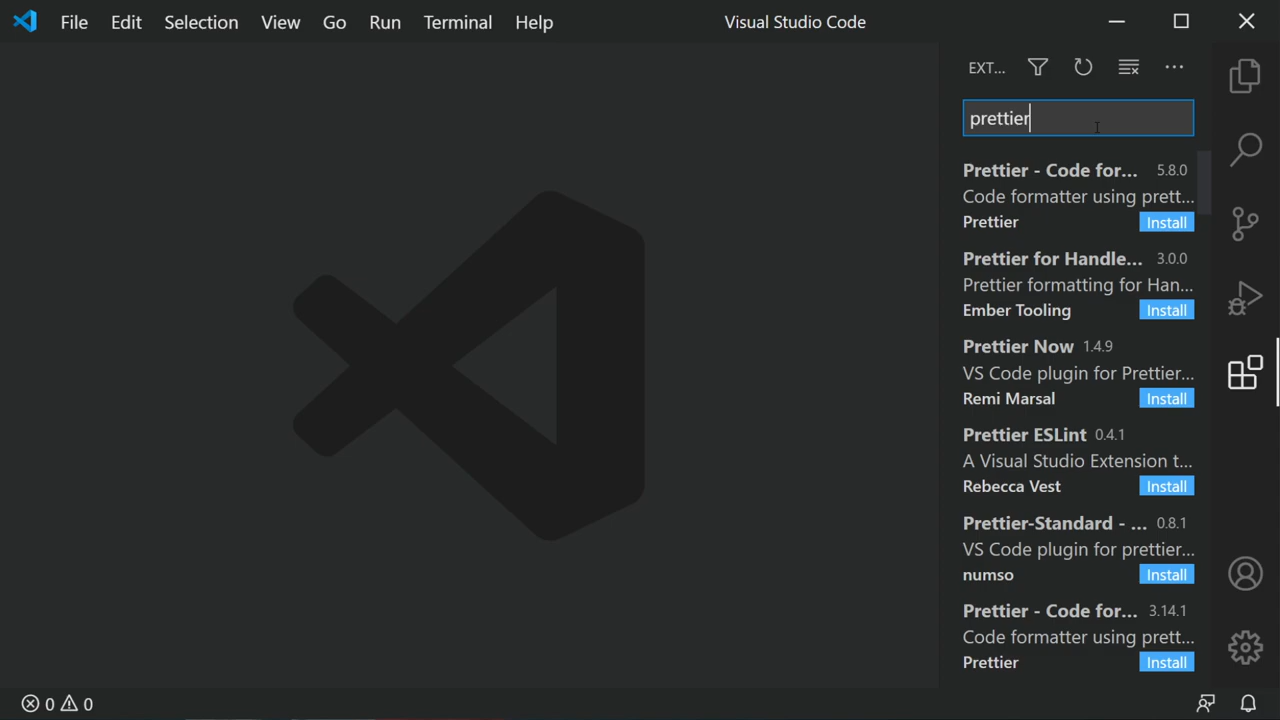 File Edit Selection View Go Run Terminal Help Visual Studio Code
EXT...
prettier
Prettier - Code for... 5.8.0
Code formatter using prett...
Prettier Install
Prettier for Handle... 3.0.0
Prettier formatting for Han...
Ember Tooling Install
Prettier Now 1.4.9
VS Code plugin for Prettier...
Remi Marsal Install
Prettier ESLint 0.4.1
A Visual Studio Extension t...
Rebecca Vest Install
Prettier-Standard - ... 0.8.1
VS Code plugin for prettier...
numso Install
Prettier - Code for... 3.14.1
Code formatter using prett...
Prettier Install
0 0